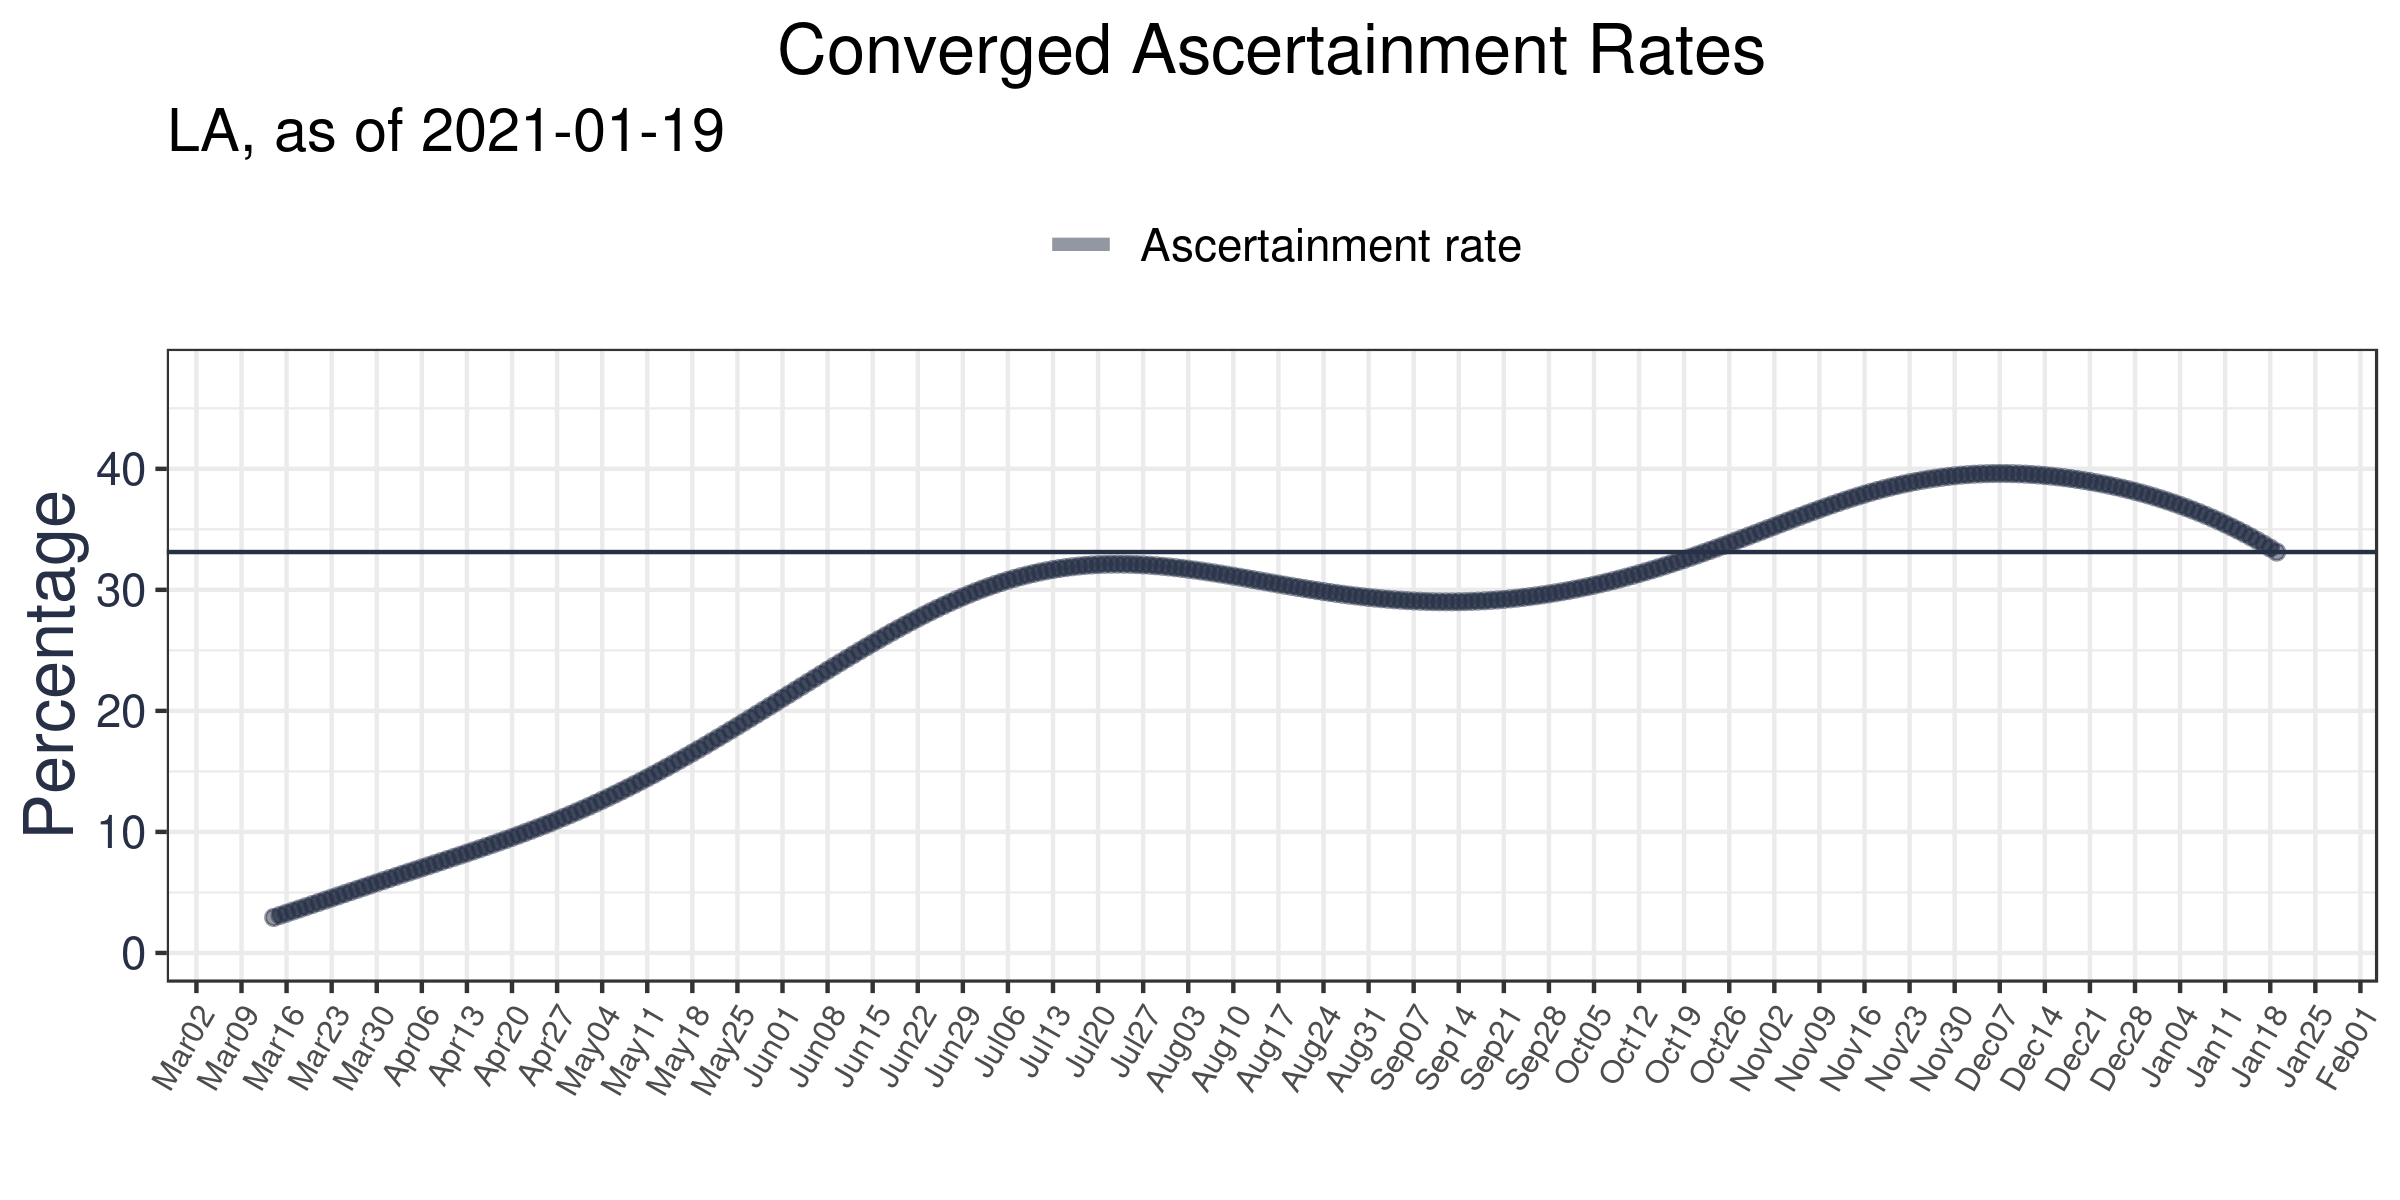 Converged Ascertainment Rates
LA, as of 2021-01-19
Ascertainment rate
Percentage
40
30
20
10
0
Mar02
Mar09
Mar16
Mar23
Mar30
Apr06
Apr13
Apr20
Apr27
May04
May11
May18
May25
Jun01
Jun08
Jun15
Jun22
Jun29
Jul06
Jul13
Jul20
Jul27
Aug03
Aug10
Aug17
Aug24
Aug31
Sep07
Sep14
Sep21
Sep28
Oct05
Oct12
Oct19
Oct26
Nov02
Nov09
Nov16
Nov23
Nov30
Dec07
Dec14
Dec21
Dec28
Jan04
Jan11
Jan18
Jan25
Feb01